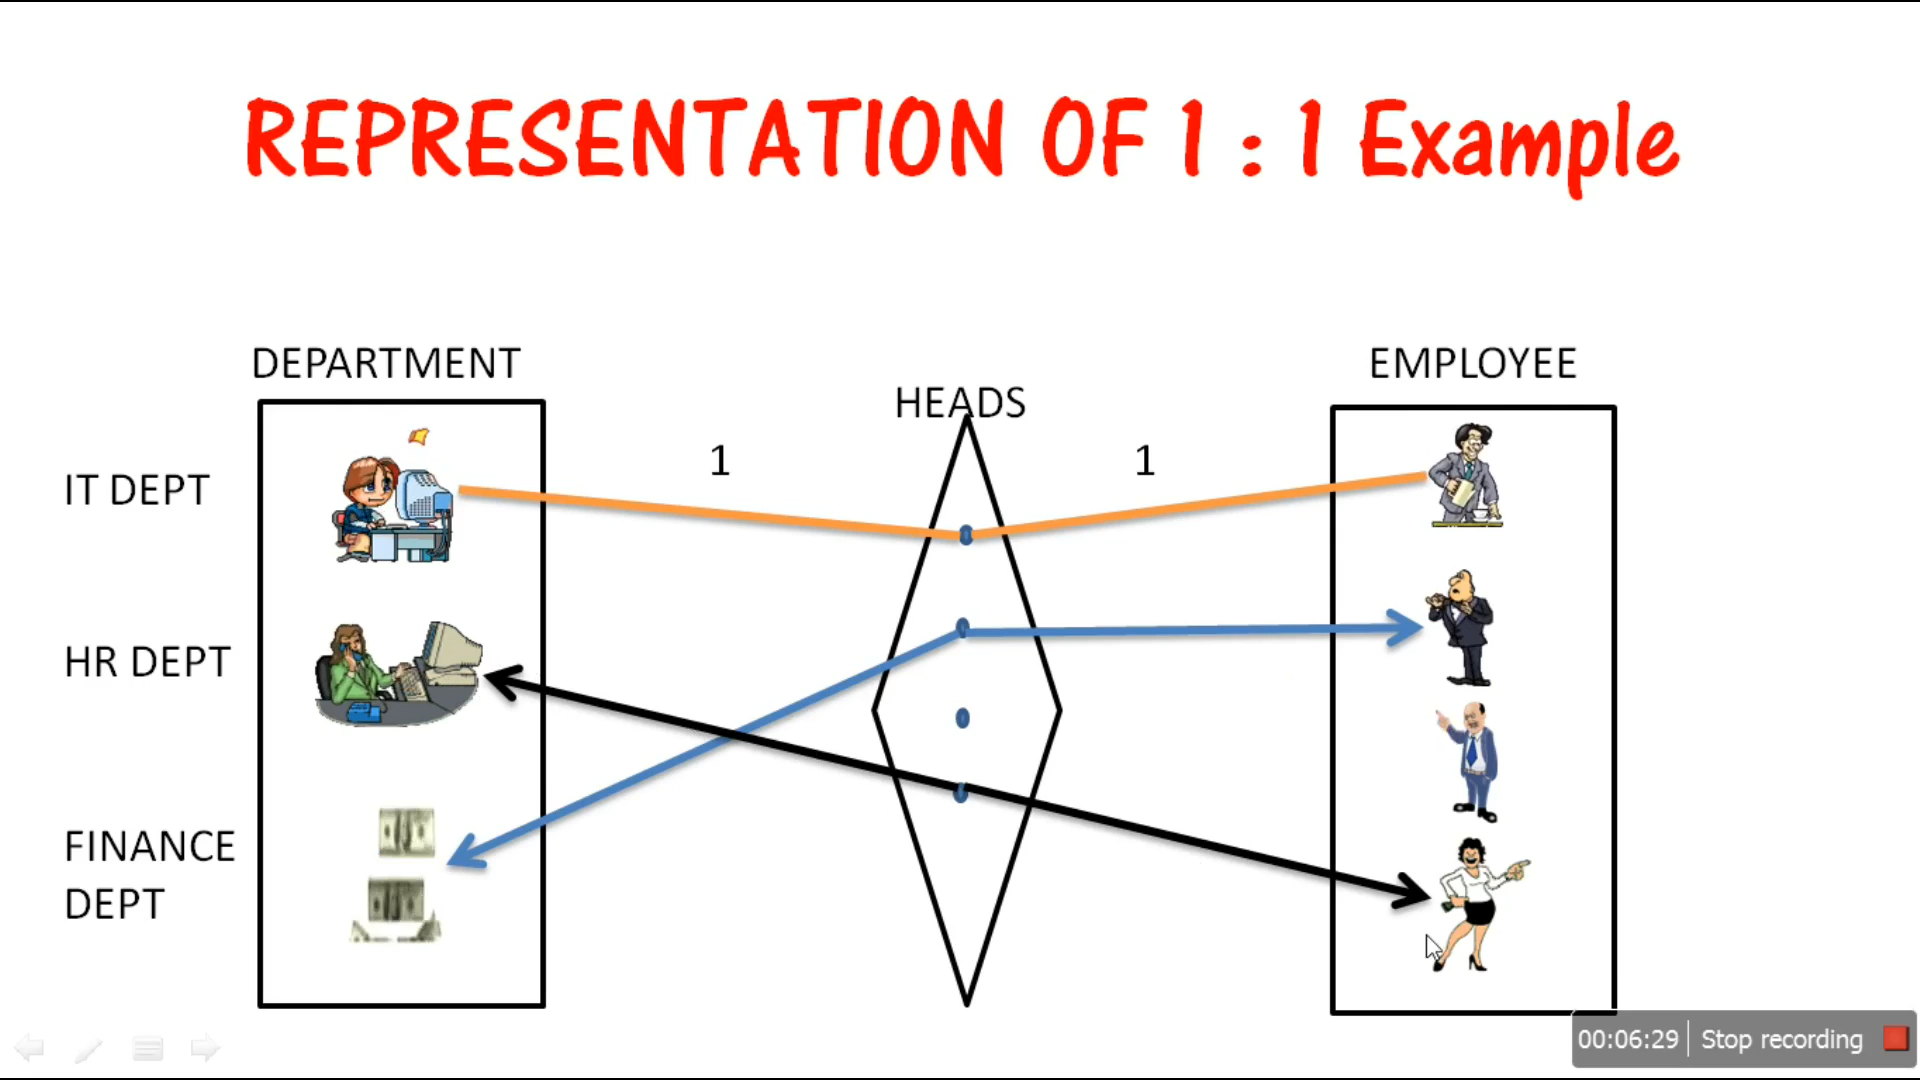 REPRESENTATION OF 1 : 1 Example
DEPARTMENT
EMPLOYEE
HEADS
1
1
IT DEPT
HR DEPT
FINANCE
DEPT
00:06:29 Stop recording